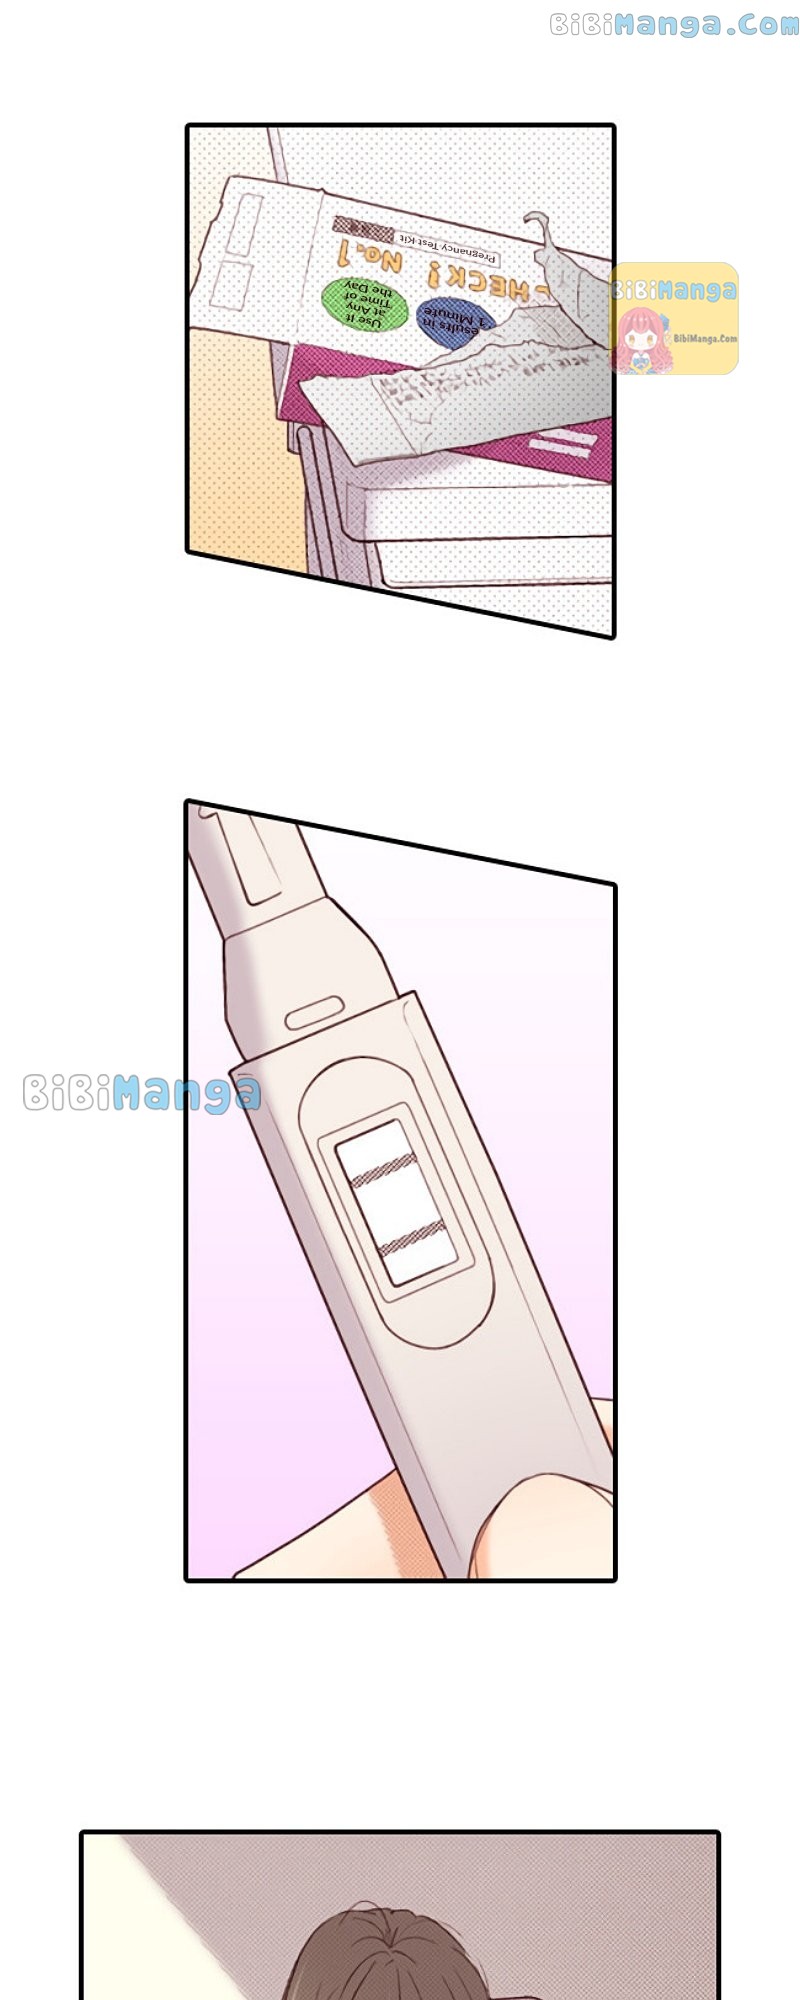 BiBiManga.Com
Pregnancy Test Kit
HECK! No.1
Use It
at Any
Time of
the Day
esults in
1 Minute
BiBiManga
BibiManga.Com
BiBiManga